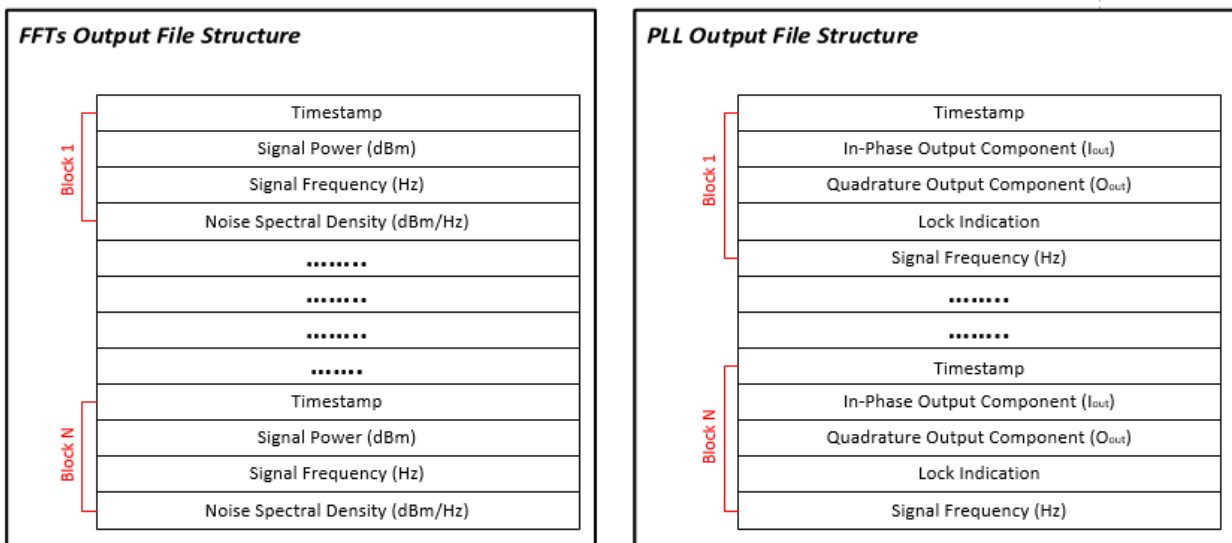 FFTs Output File Structure
Block 1
Timestamp
Signal Power (dBm)
Signal Frequency (Hz)
Noise Spectral Density (dBm/Hz)
........
........
........
.......
Block N
Timestamp
Signal Power (dBm)
Signal Frequency (Hz)
Noise Spectral Density (dBm/Hz)
PLL Output File Structure
Block 1
Timestamp
In-Phase Output Component (Iout)
Quadrature Output Component (Oout)
Lock Indication
Signal Frequency (Hz)
........
........
Block N
Timestamp
In-Phase Output Component (Iout)
Quadrature Output Component (Oout)
Lock Indication
Signal Frequency (Hz)